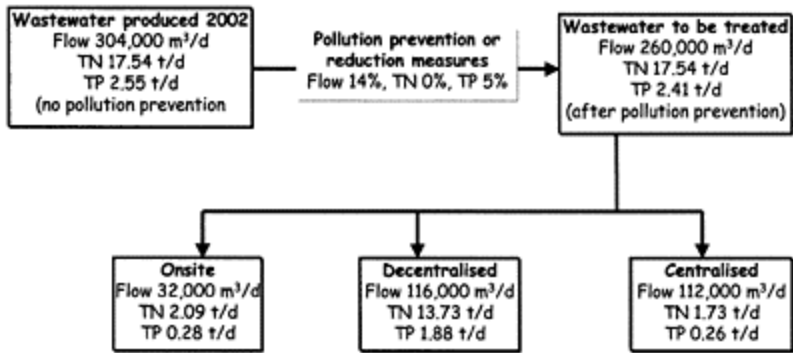 Wastewater produced 2002
Flow 304,000 m³/d
TN 17.54 t/d
TP 2.55 t/d
(no pollution prevention
Pollution prevention or
reduction measures
Flow 14%, TN 0%, TP 5%
Wastewater to be treated
Flow 260,000 m³/d
TN 17.54 t/d
TP 2.41 t/d
(after pollution prevention)
Onsite
Flow 32,000 m³/d
TN 2.09 t/d
TP 0.28 t/d
Decentralised
Flow 116,000 m³/d
TN 13.73 t/d
TP 1.88 t/d
Centralised
Flow 112,000 m³/d
TN 1.73 t/d
TP 0.26 t/d